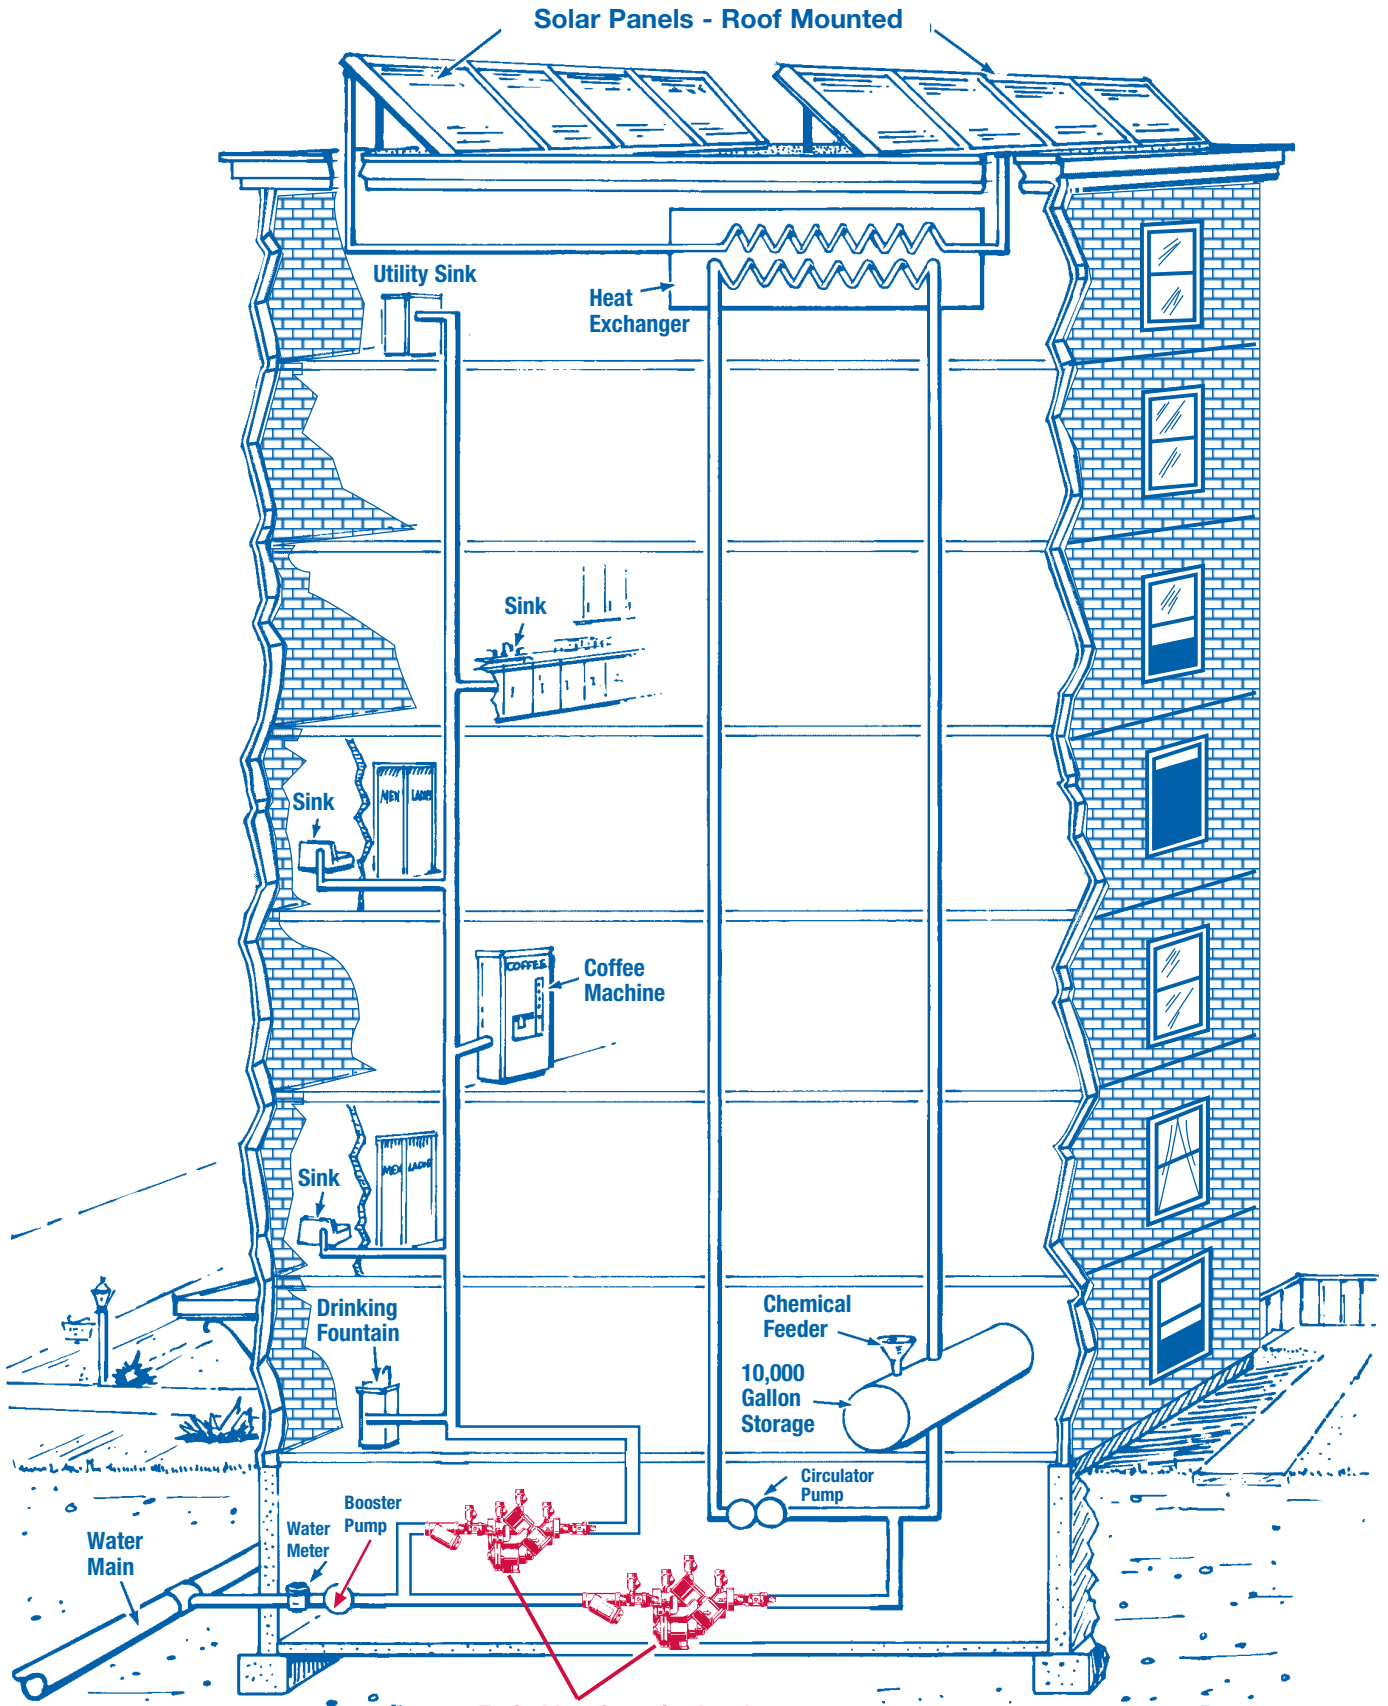 Solar Panels - Roof Mounted
Utility Sink
Heat
Exchanger
Sink
Sink
MEN
LADIES
COFFEE
Coffee
Machine
Sink
MEN
LADIES
Drinking
Fountain
Chemical
Feeder
10,000
Gallon
Storage
Circulator
Pump
Booster
Pump
Water
Meter
Water
Main